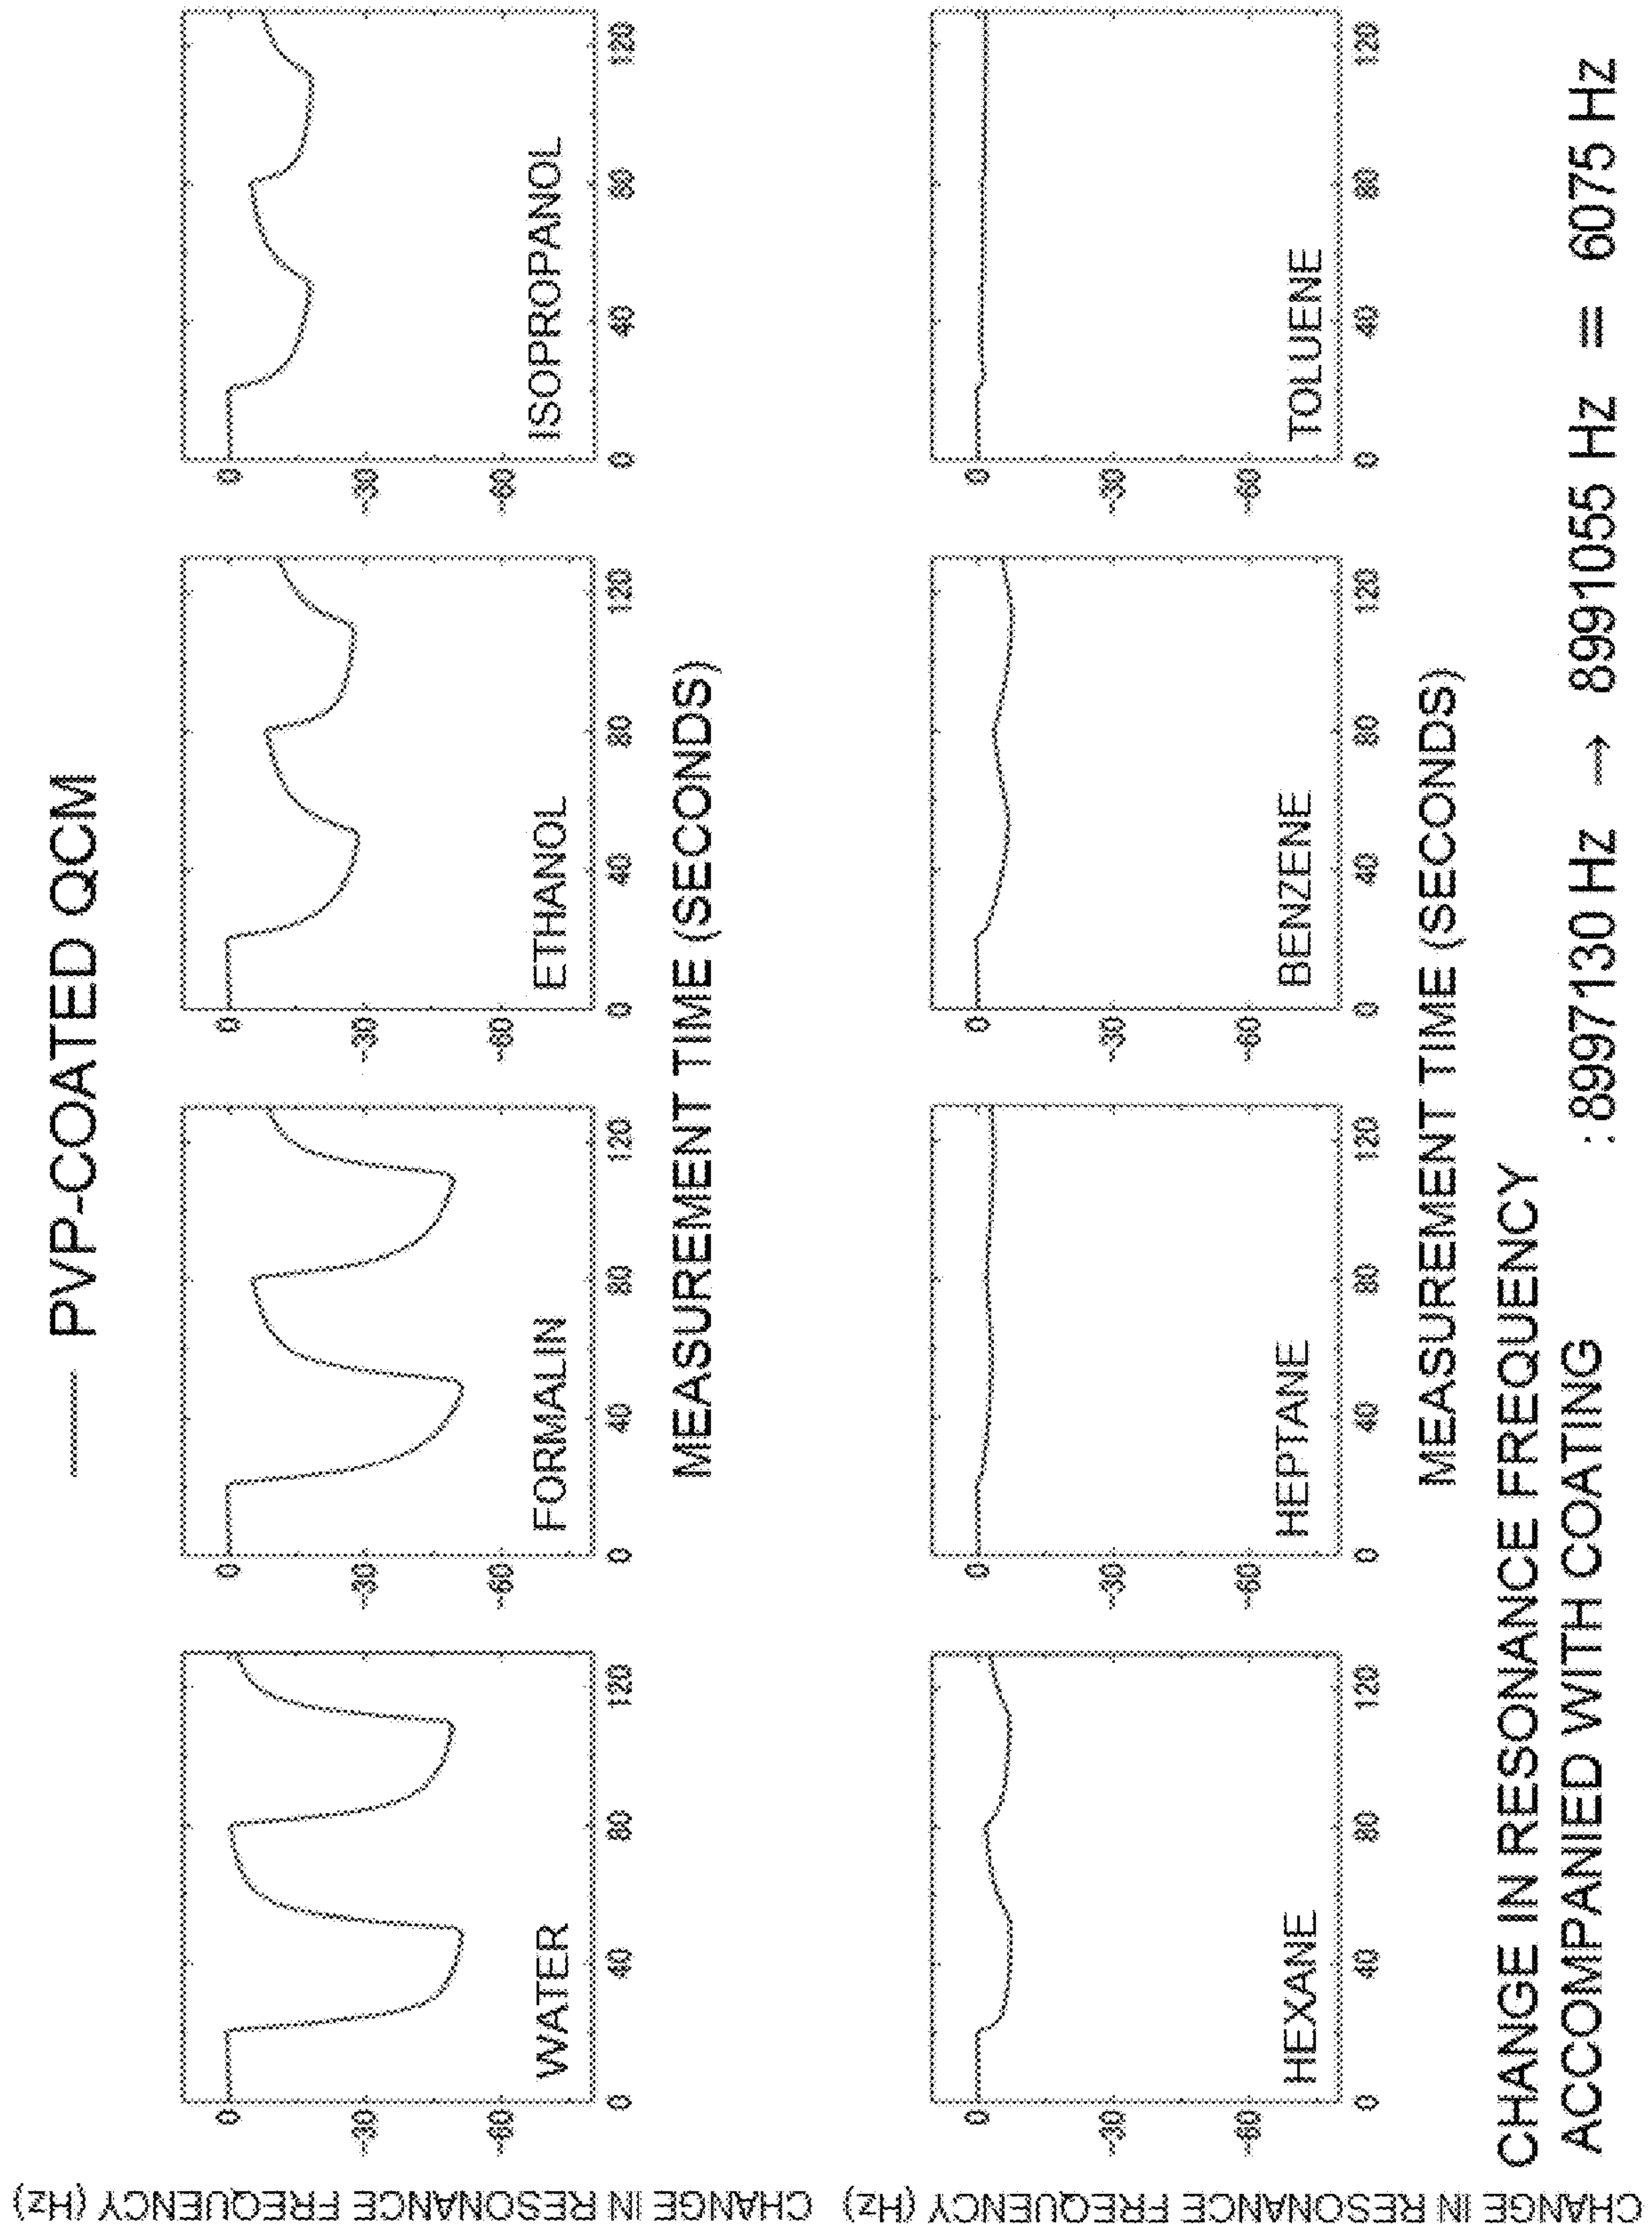 PVP-COATED QCM
CHANGE IN RESONANCE FREQUENCY (Hz)
0
-30
-60
0 40 80 120
WATER
0
-30
-60
0 40 80 120
FORMALIN
0
-30
-60
0 40 80 120
ETHANOL
0
-30
-60
0 40 80 120
ISOPROPANOL
MEASUREMENT TIME (SECONDS)
CHANGE IN RESONANCE FREQUENCY (Hz)
0
-30
-60
0 40 80 120
HEXANE
0
-30
-60
0 40 80 120
HEPTANE
0
-30
-60
0 40 80 120
BENZENE
0
-30
-60
0 40 80 120
TOLUENE
MEASUREMENT TIME (SECONDS)
CHANGE IN RESONANCE FREQUENCY
ACCOMPANIED WITH COATING : 8997130 Hz → 8991055 Hz = 6075 Hz